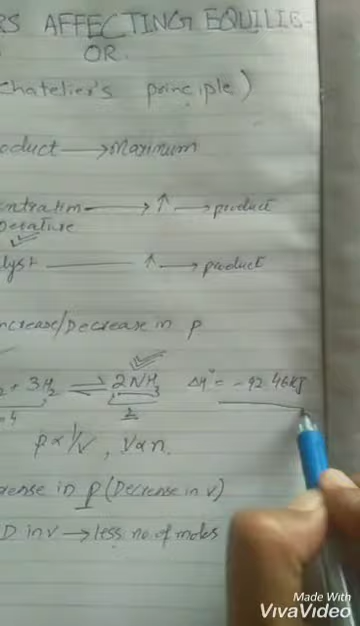 RS AFFECTING EQUILIB-
OR
Chatelier's principle)
oduct → Maximum
entration → ↑ → product
perature
lyst → ↑ → product
ncrease/Decrease in p
2 + 3H2 ⇌ 2NH3 ΔH° = -92.46kJ
= 4 2
p ∝ 1/V, V ∝ n.
rense in p (Decrease in v)
D in v → less no. of moles
Made With
VivaVideo